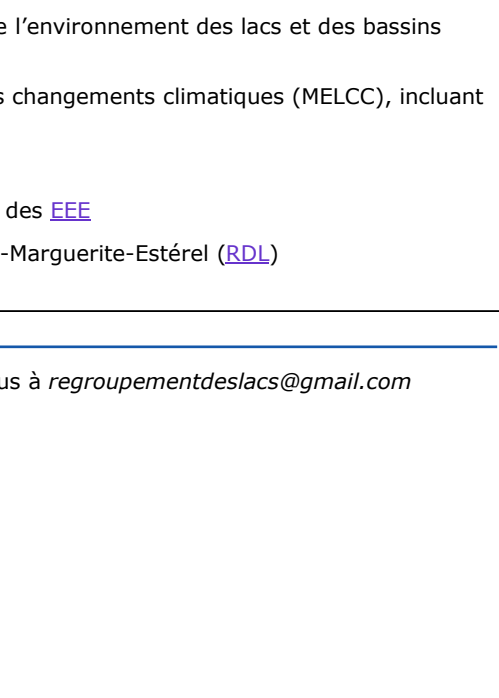 l'environnement des lacs et des bassins
changements climatiques (MELCC), incluant
des EEE
-Marguerite-Estérel (RDL)
us à regroupementdeslacs@gmail.com